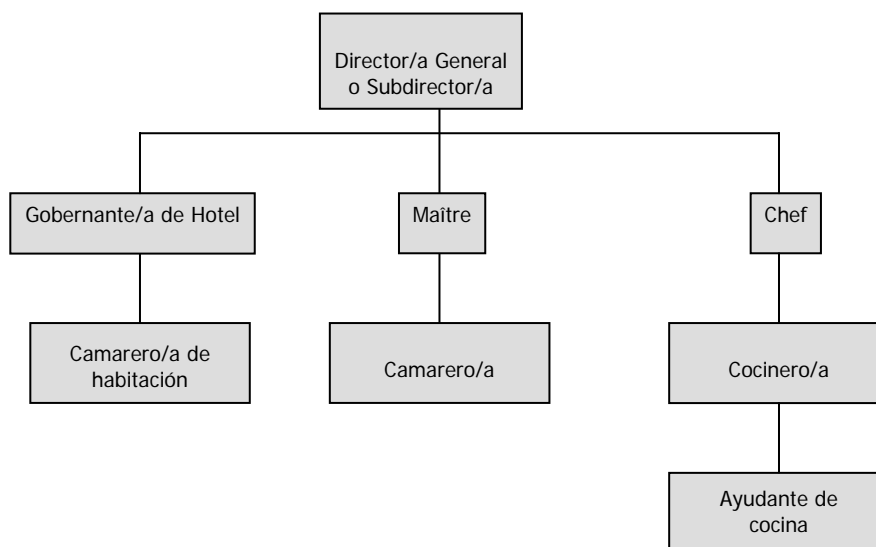 Director/a General
o Subdirector/a
Gobernante/a de Hotel
Maître
Chef
Camarero/a de
habitación
Camarero/a
Cocinero/a
Ayudante de
cocina